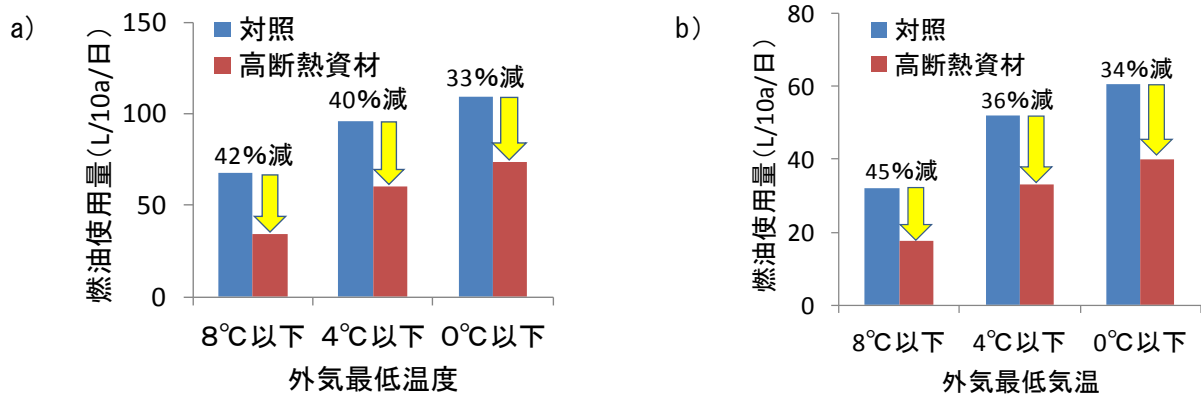 a)
燃油使用量(L/10a/日)
150
100
50
0
対照
高断熱資材
42%減
40%減
33%減
8℃以下
4℃以下
0℃以下
外気最低温度
b)
燃油使用量(L/10a/日)
80
60
40
20
0
対照
高断熱資材
45%減
36%減
34%減
8℃以下
4℃以下
0℃以下
外気最低気温